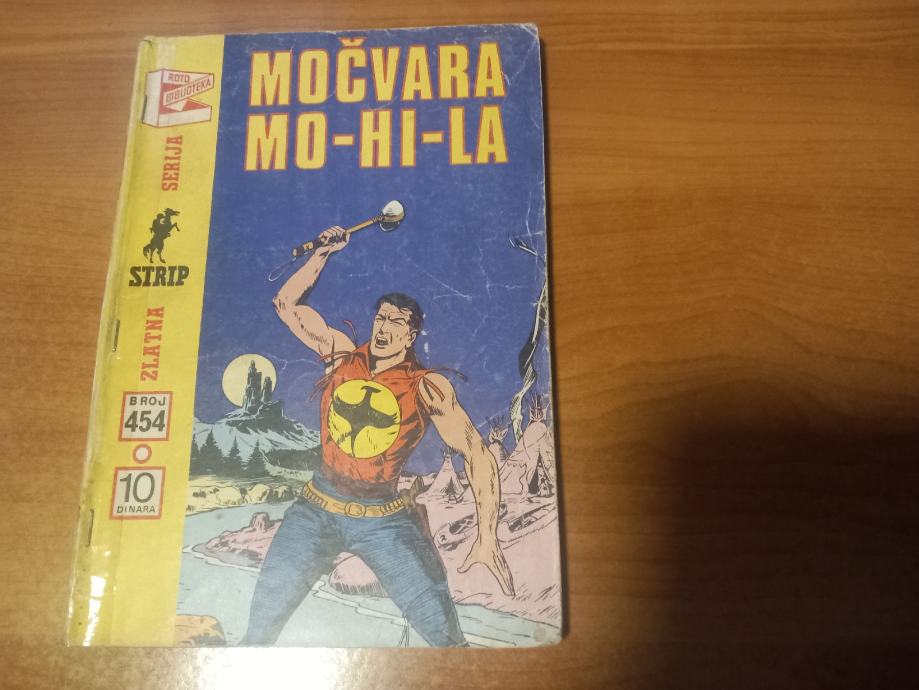 MOČVARA
MO-HI-LA
ROTO
BIBLIOTEKA
ZLATNA
STRIP
SERIJA
BROJ
454
10
DINARA